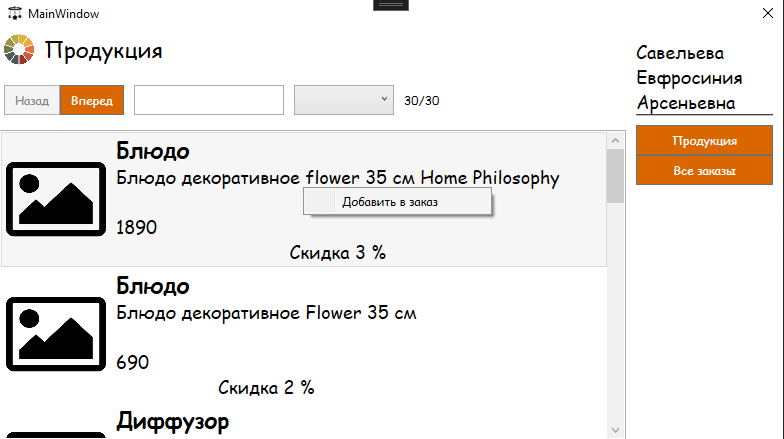 MainWindow
Продукция
Назад Вперед 30/30
Блюдо
Блюдо декоративное flower 35 см Home Philosophy
Добавить в заказ
1890
Скидка 3 %
Блюдо
Блюдо декоративное Flower 35 см
690
Скидка 2 %
Диффузор
Савельева
Евфросиния
Арсеньевна
Продукция
Все заказы